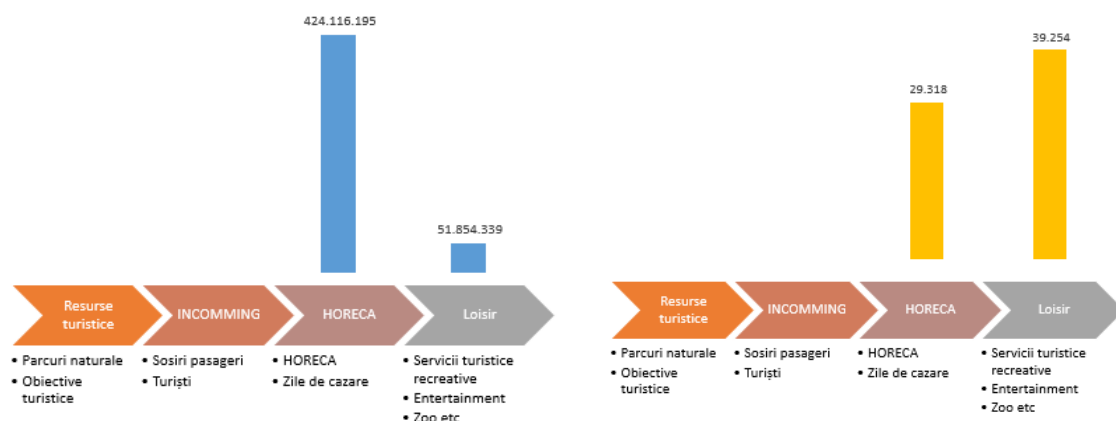 424.116.195
51.854.339
Resurse
turistice
INCOMMING
HORECA
Loisir
• Parcuri naturale
• Obiective
turistice
• Sosiri pasageri
• Turiști
• HORECA
• Zile de cazare
• Servicii turistice
recreative
• Entertainment
• Zoo etc
29.318
39.254
Resurse
turistice
INCOMMING
HORECA
Loisir
• Parcuri naturale
• Obiective
turistice
• Sosiri pasageri
• Turiști
• HORECA
• Zile de cazare
• Servicii turistice
recreative
• Entertainment
• Zoo etc